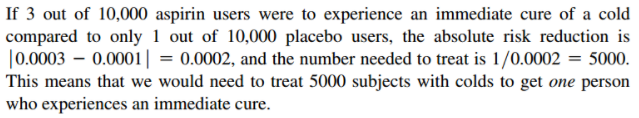 If 3 out of 10,000 aspirin users were to experience an immediate cure of a cold
compared to only 1 out of 10,000 placebo users, the absolute risk reduction is
|0.0003 − 0.0001| = 0.0002, and the number needed to treat is 1/0.0002 = 5000.
This means that we would need to treat 5000 subjects with colds to get one person
who experiences an immediate cure.